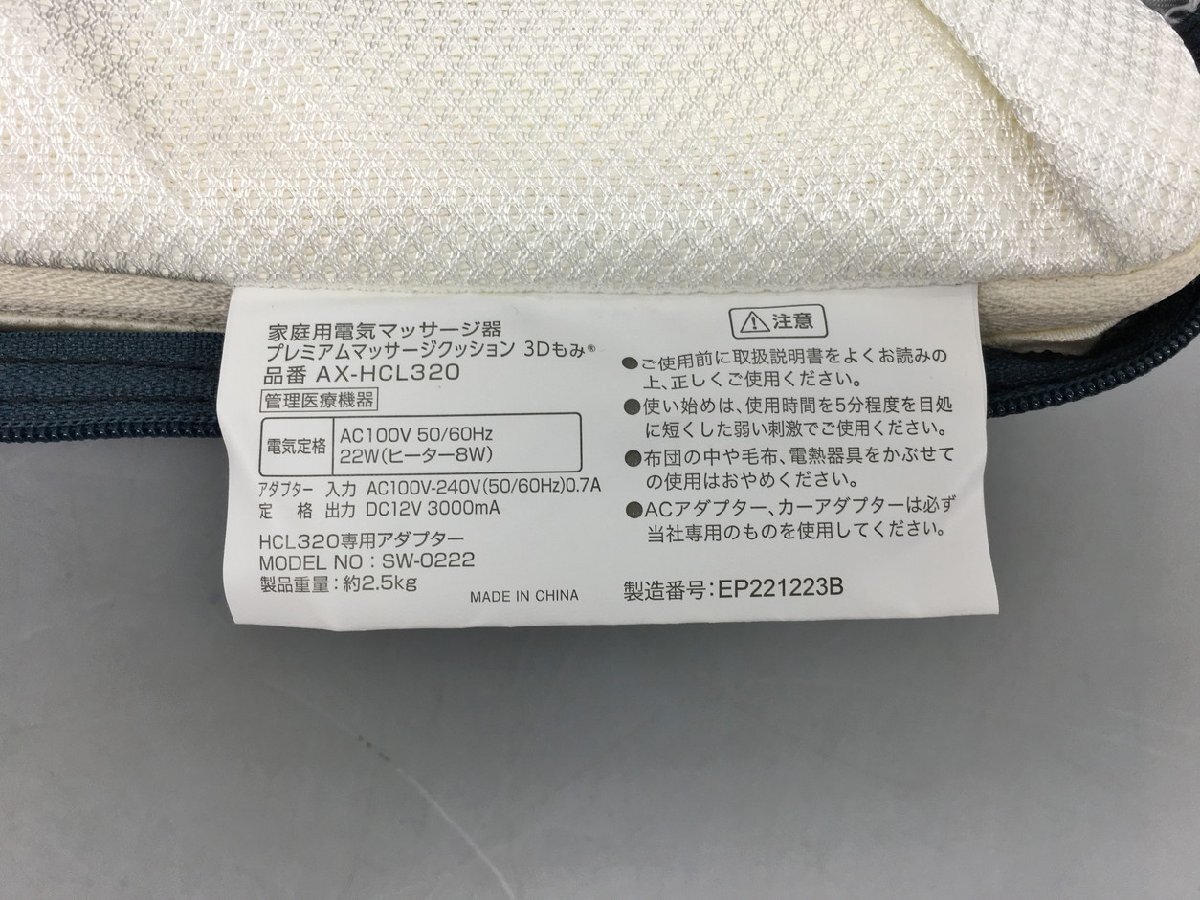 家庭用電気マッサージ器
プレミアムマッサージクッション 3Dもみ®
品番 AX-HCL320
管理医療機器
電気定格
AC100V 50/60Hz
22W(ヒーター8W)
アダプター 入力 AC100V-240V(50/60Hz)0.7A
定格 出力 DC12V 3000mA
HCL320専用アダプター
MODEL NO:SW-0222
製品重量:約2.5kg
MADE IN CHINA
⚠注意
●ご使用前に取扱説明書をよくお読みの
上、正しくご使用ください。
●使い始めは、使用時間を5分程度を目処
に短くした弱い刺激でご使用ください。
●布団の中や毛布、電熱器具をかぶせて
の使用はおやめください。
●ACアダプター、カーアダプターは必ず
当社専用のものを使用してください。
製造番号:EP221223B